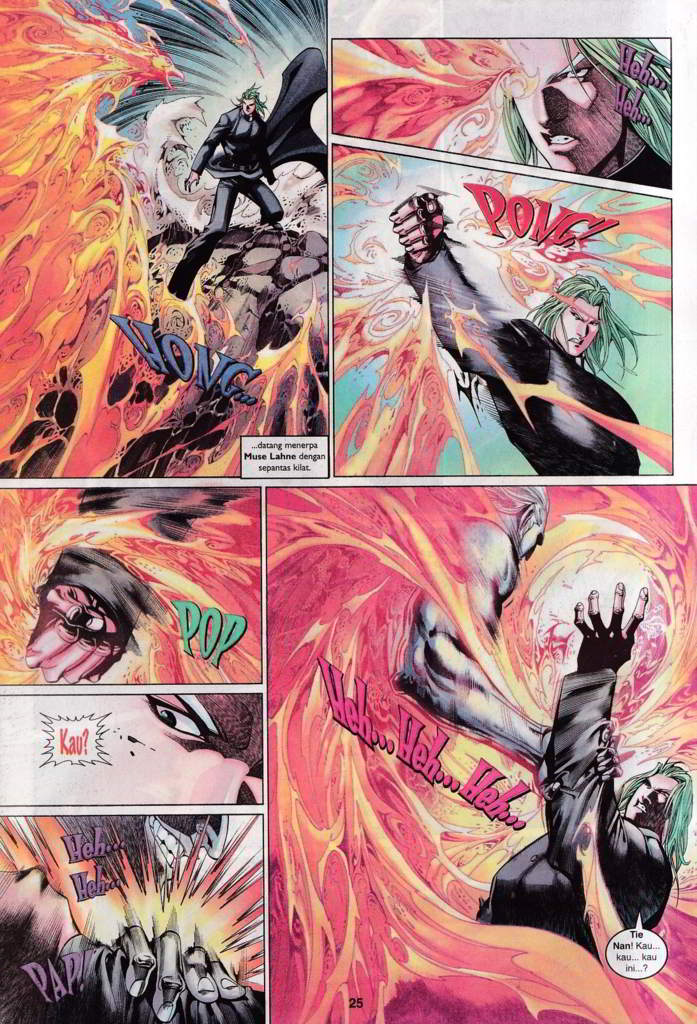 HONG...
...datang menerpa
Muse Lahne dengan
sepantas kilat.
Heh...
Heh...
PONG!
POP
Kau?
Heh...
Heh...
PAP!
Heh... Heh... Heh...
Tie
Nan! Kau...
kau... kau
ini...?
25